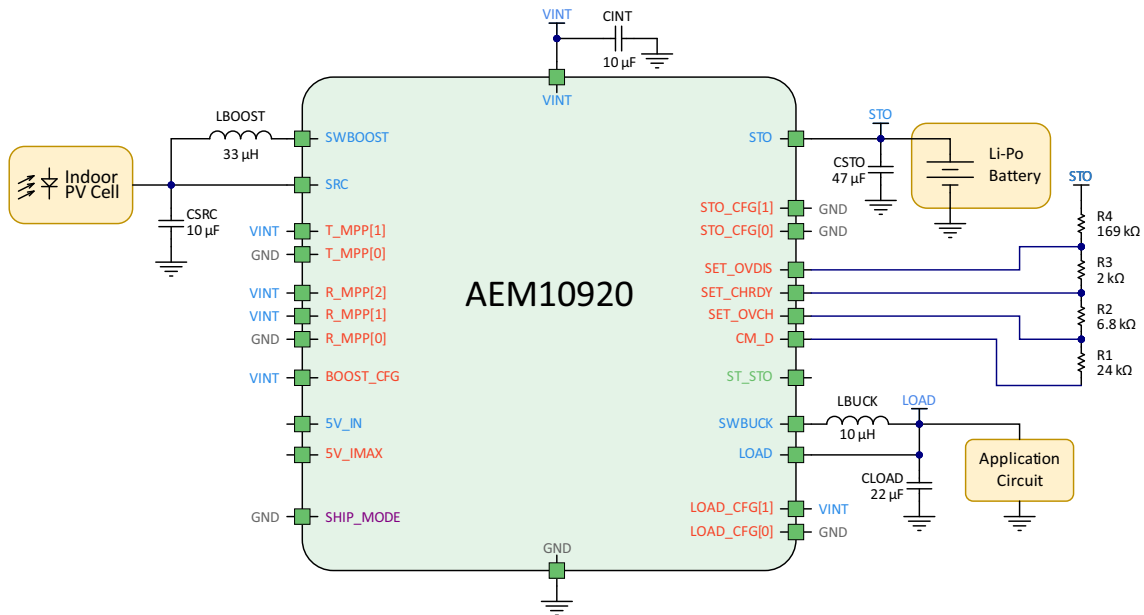 VINT
CINT
10 µF
VINT
LBOOST
33 µH
SWBOOST
STO
STO
CSTO
47 µF
Li-Po
Battery
Indoor
PV Cell
SRC
CSRC
10 µF
STO
STO_CFG[1]
GND
STO_CFG[0]
GND
R4
169 kΩ
VINT
T_MPP[1]
GND
T_MPP[0]
SET_OVDIS
R3
2 kΩ
VINT
R_MPP[2]
AEM10920
SET_CHRDY
VINT
R_MPP[1]
SET_OVCH
R2
6.8 kΩ
GND
R_MPP[0]
CM_D
R1
24 kΩ
VINT
BOOST_CFG
ST_STO
LBUCK
10 µH
LOAD
5V_IN
SWBUCK
5V_IMAX
LOAD
Application
Circuit
CLOAD
22 µF
LOAD_CFG[1]
VINT
GND
SHIP_MODE
LOAD_CFG[0]
GND
GND